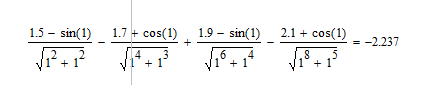 (1.5 − sin(1))/√(1² + 1²) − (1.7 + cos(1))/√(1⁴ + 1³) + (1.9 − sin(1))/√(1⁶ + 1⁴) − (2.1 + cos(1))/√(1⁸ + 1⁵) = −2.237